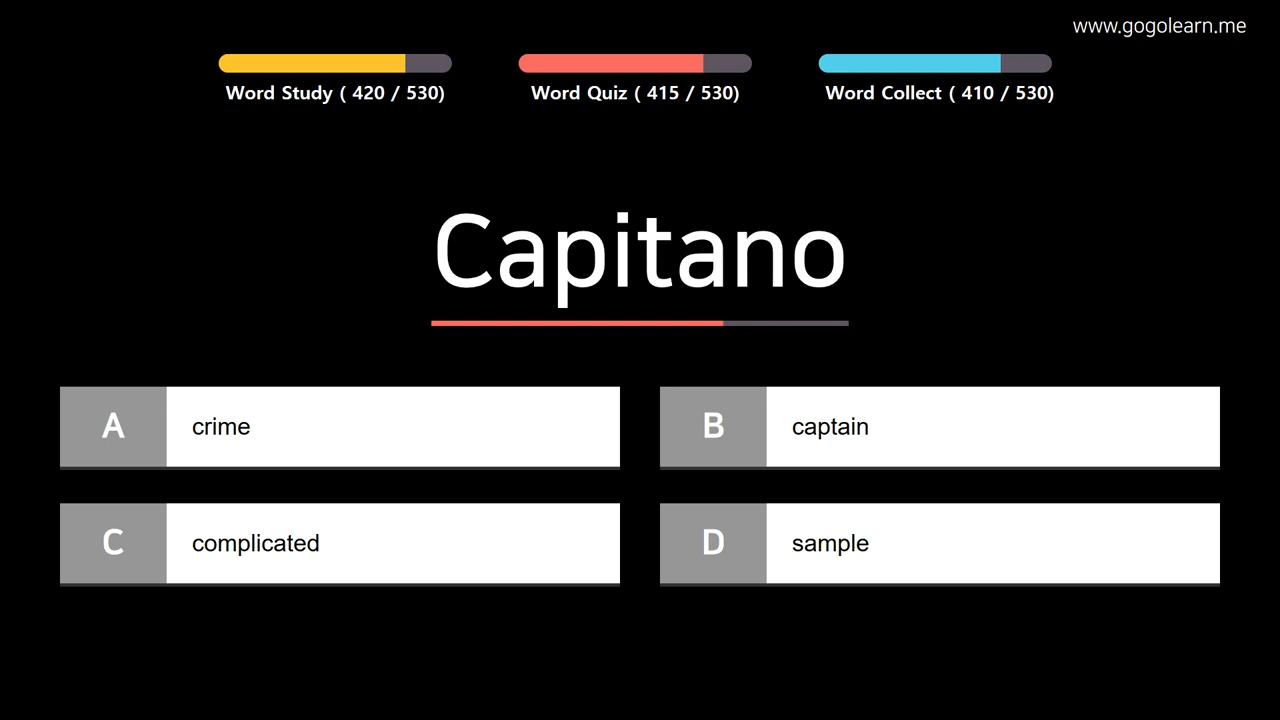 www.gogolearn.me
Word Study ( 420 / 530)
Word Quiz ( 415 / 530)
Word Collect ( 410 / 530)
Capitano
A crime
B captain
C complicated
D sample